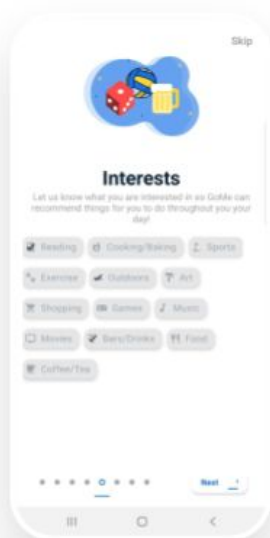 Skip
Interests
Let us know what you are interested in so GoMe can
recommend things for you to do throughout you your
day!
Reading Cooking/Baking Sports
Exercise Outdoors Art
Shopping Games Music
Movies Bars/Drinks Food
Coffee/Tea
Next